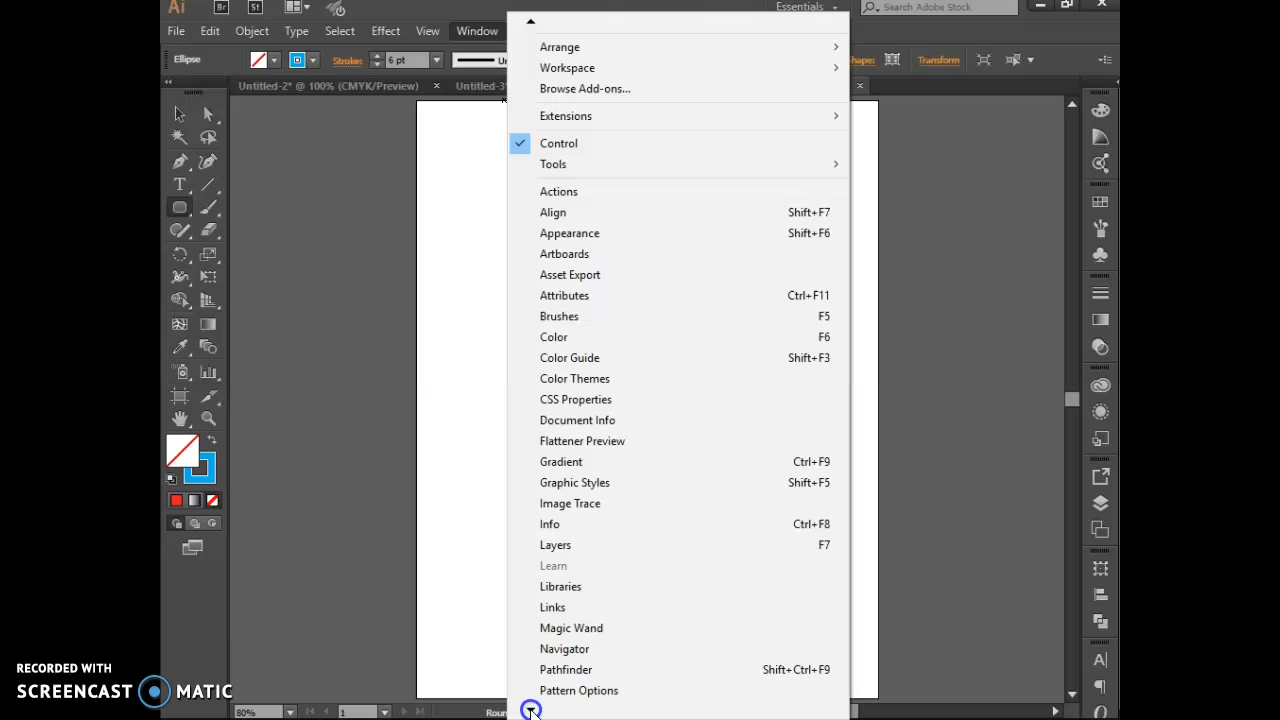 Ai Br St Essentials Search Adobe Stock
File Edit Object Type Select Effect View Window
Ellipse Stroke: 6 pt Transform
Untitled-2* @ 100% (CMYK/Preview) × ×
Arrange
Workspace
Browse Add-ons...
Extensions
Control
Tools
Actions
Align Shift+F7
Appearance Shift+F6
Artboards
Asset Export
Attributes Ctrl+F11
Brushes F5
Color F6
Color Guide Shift+F3
Color Themes
CSS Properties
Document Info
Flattener Preview
Gradient Ctrl+F9
Graphic Styles Shift+F5
Image Trace
Info Ctrl+F8
Layers F7
Learn
Libraries
Links
Magic Wand
Navigator
Pathfinder Shift+Ctrl+F9
Pattern Options
80% 1
RECORDED WITH
SCREENCAST MATIC